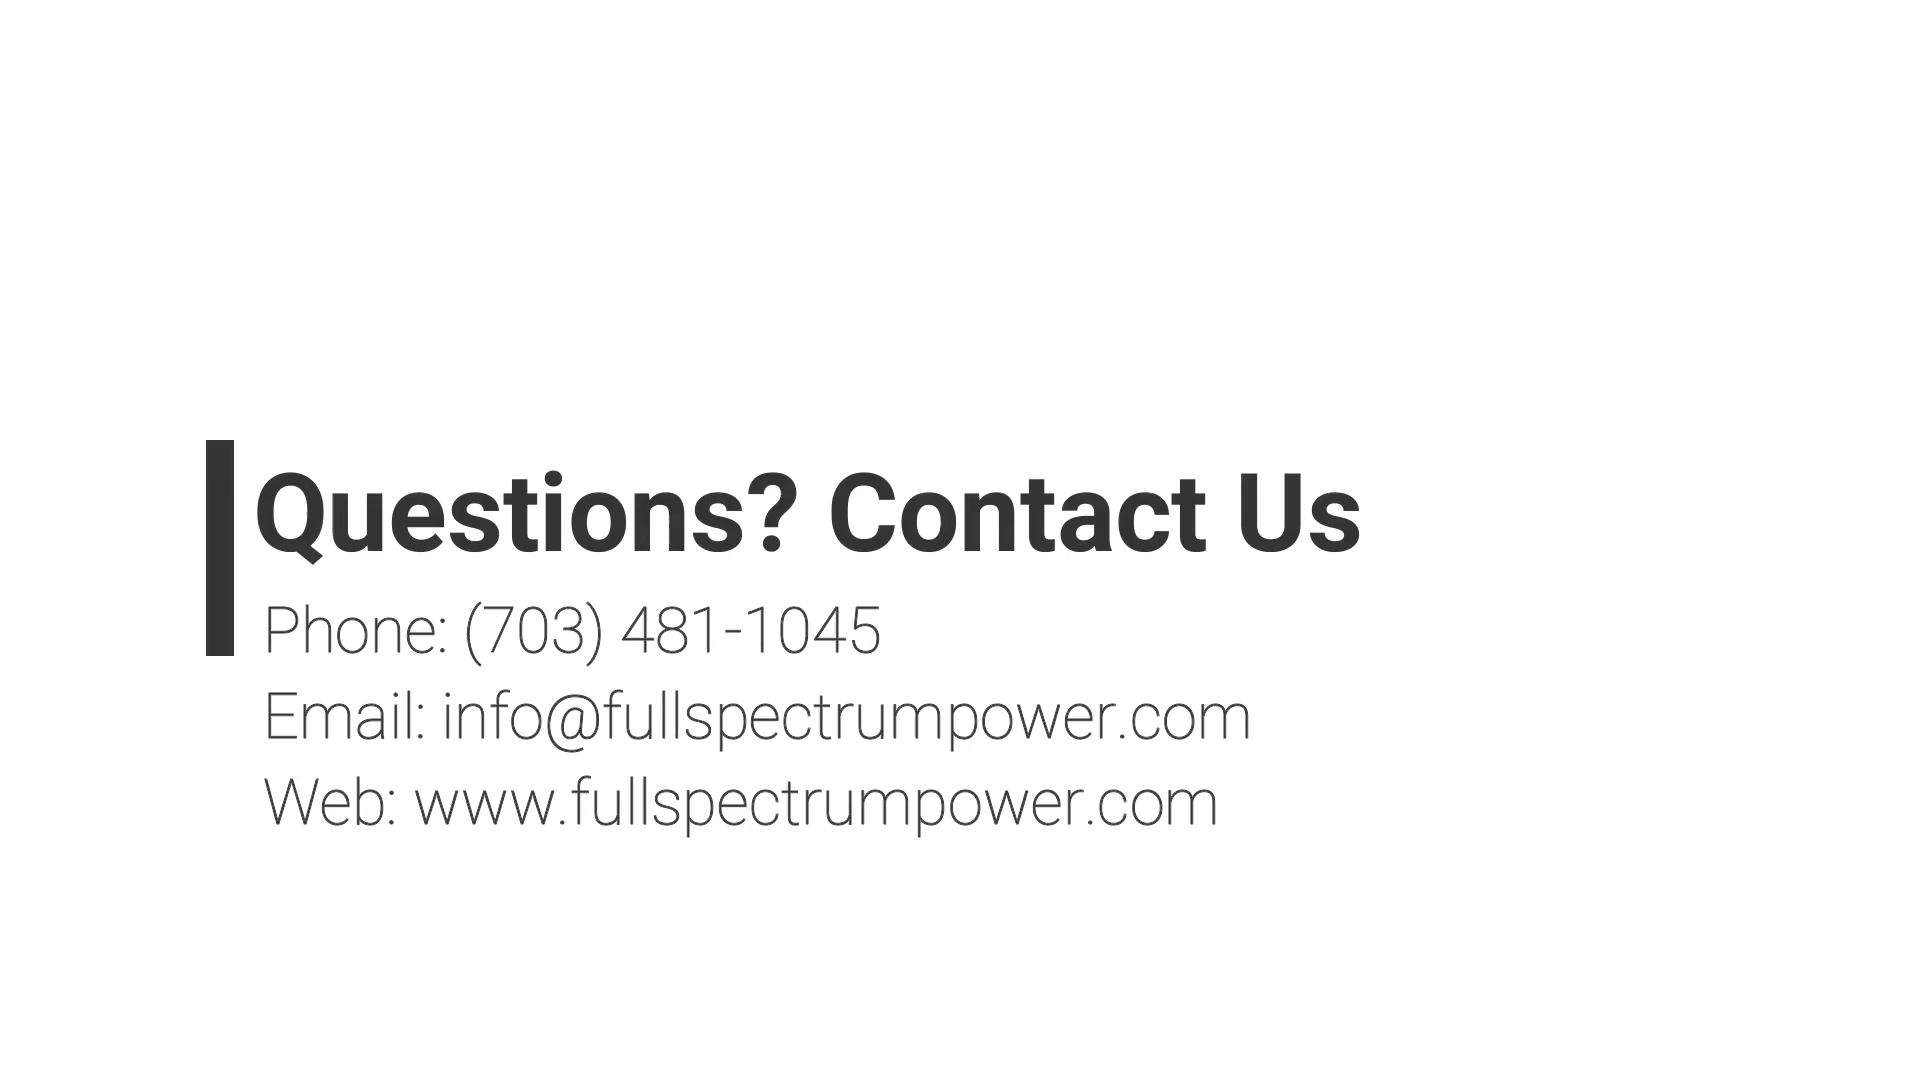 Questions? Contact Us
Phone: (703) 481-1045
Email: info@fullspectrumpower.com
Web: www.fullspectrumpower.com